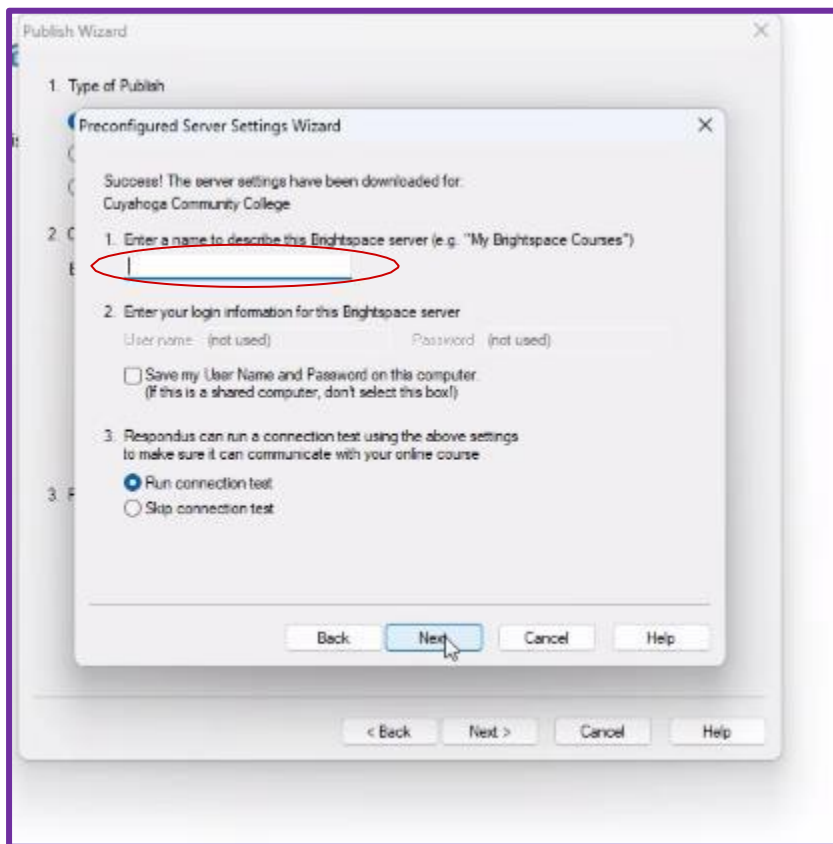 Publish Wizard
1. Type of Publish
Preconfigured Server Settings Wizard
Success! The server settings have been downloaded for:
Cuyahoga Community College
2. C
1. Enter a name to describe this Brightspace server (e.g. "My Brightspace Courses")
2. Enter your login information for this Brightspace server
User name (not used) Password (not used)
Save my User Name and Password on this computer.
(If this is a shared computer, don't select this box!)
3. Respondus can run a connection test using the above settings
to make sure it can communicate with your online course
Run connection test
3. F
Skip connection test
Back Next Cancel Help
< Back Next > Cancel Help